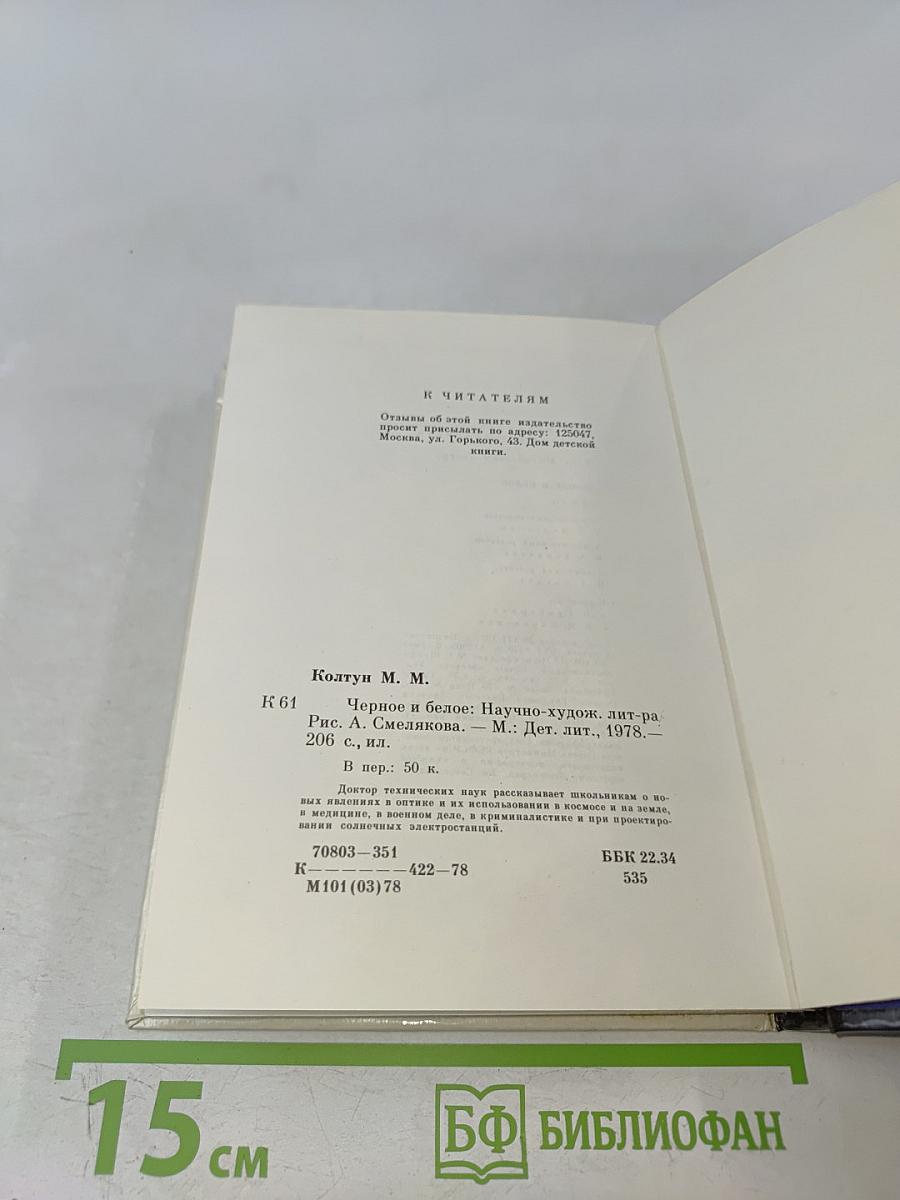 К ЧИТАТЕЛЯМ
Отзывы об этой книге издательство
просит присылать по адресу: 125047,
Москва, ул. Горького, 43. Дом детской
книги.
Колтун М. М.
К 61 Черное и белое: Научно-худож. лит-ра
Рис. А. Смелякова. — М.: Дет. лит., 1978.—
206 с., ил.
В пер.: 50 к.
Доктор технических наук рассказывает школьникам о но-
вых явлениях в оптике и их использовании в космосе и на земле,
в медицине, в военном деле, в криминалистике и при проектиро-
вании солнечных электростанций.
70803—351
К——————422—78
М101(03)78
ББК 22.34
535
15 см
БФ БИБЛИОФАН